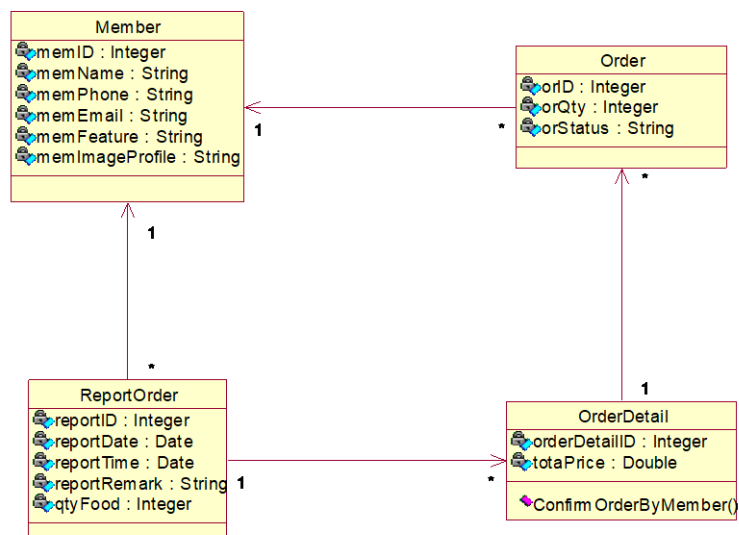 Member
memID : Integer
memName : String
memPhone : String
memEmail : String
memFeature : String
memImageProfile : String
Order
orID : Integer
orQty : Integer
orStatus : String
1
*
*
1
1
*
ReportOrder
reportID : Integer
reportDate : Date
reportTime : Date
reportRemark : String
qtyFood : Integer
1
*
OrderDetail
orderDetailID : Integer
totaPrice : Double
Confirm OrderByMember()